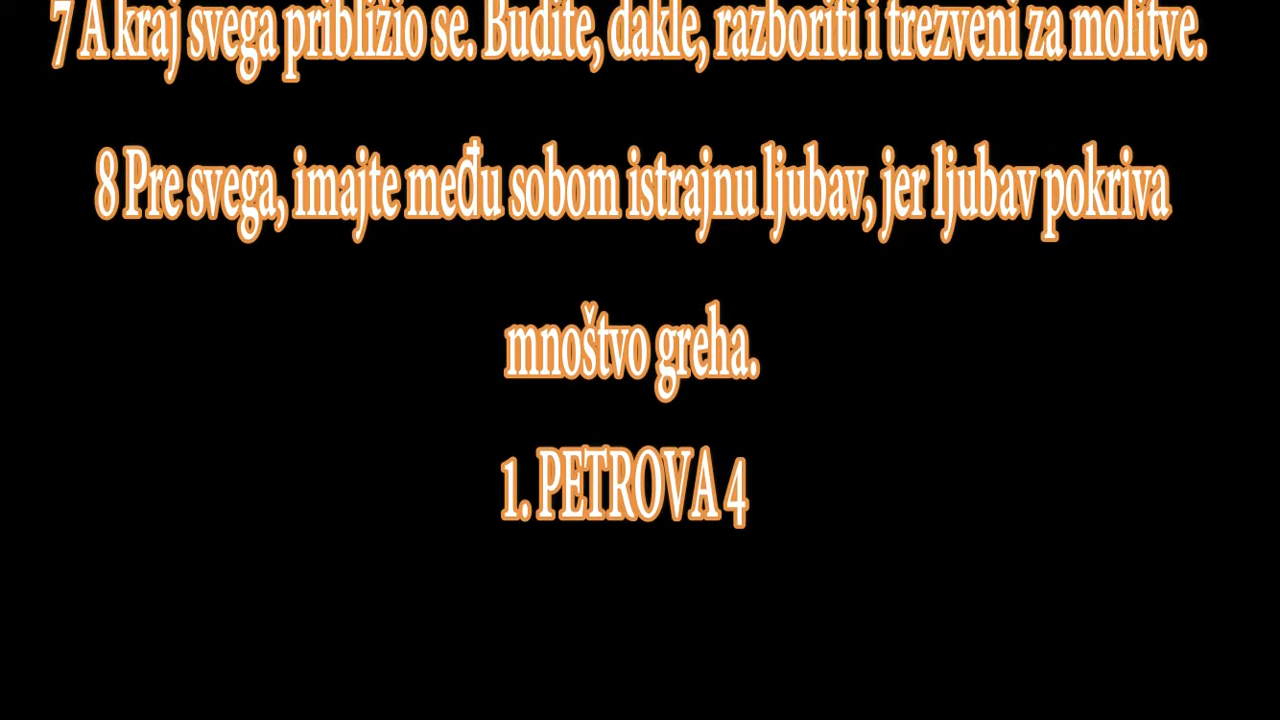 7 A kraj svega približio se. Budite, dakle, razboriti i trezveni za molitve.
8 Pre svega, imajte među sobom istrajnu ljubav, jer ljubav pokriva
mnoštvo greha.
1. PETROVA 4